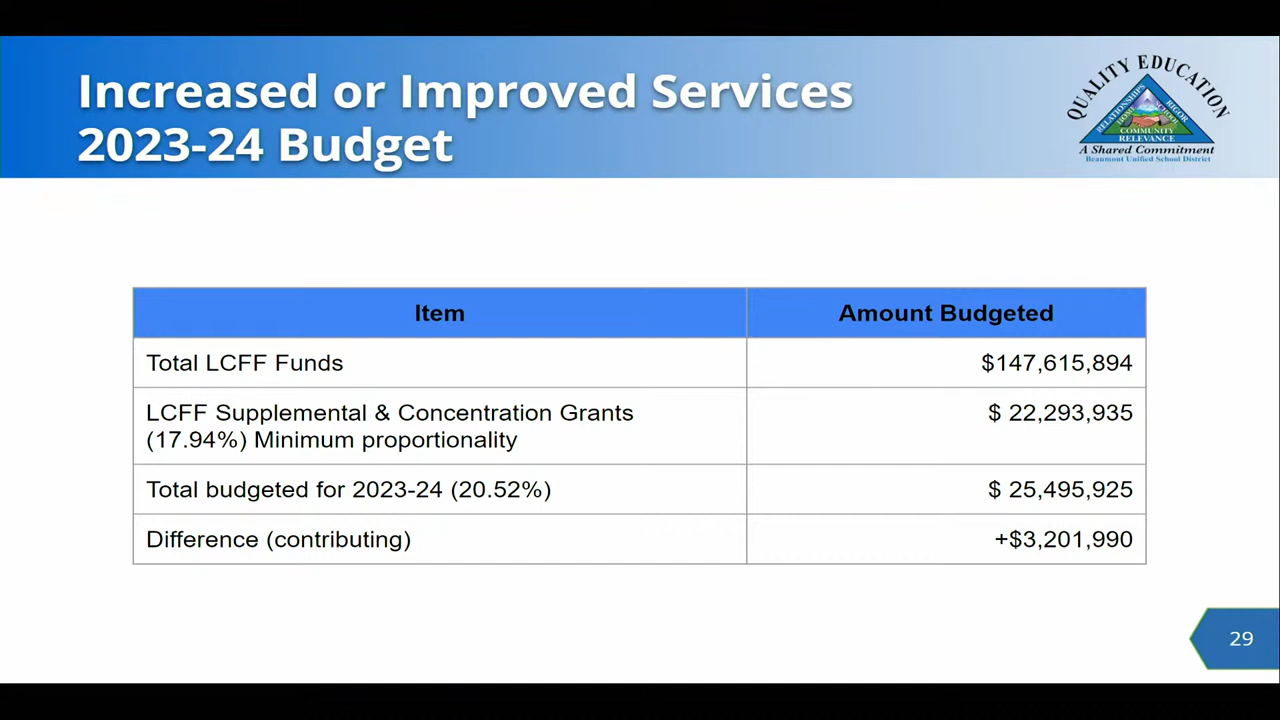 Increased or Improved Services
2023-24 Budget
QUALITY EDUCATION
RELATIONSHIPS
RIGOR
HOME
SCHOOL
COMMUNITY
RELEVANCE
A Shared Commitment
Beaumont Unified School District
Item Amount Budgeted
Total LCFF Funds $147,615,894
LCFF Supplemental & Concentration Grants $ 22,293,935
(17.94%) Minimum proportionality
Total budgeted for 2023-24 (20.52%) $ 25,495,925
Difference (contributing) +$3,201,990
29